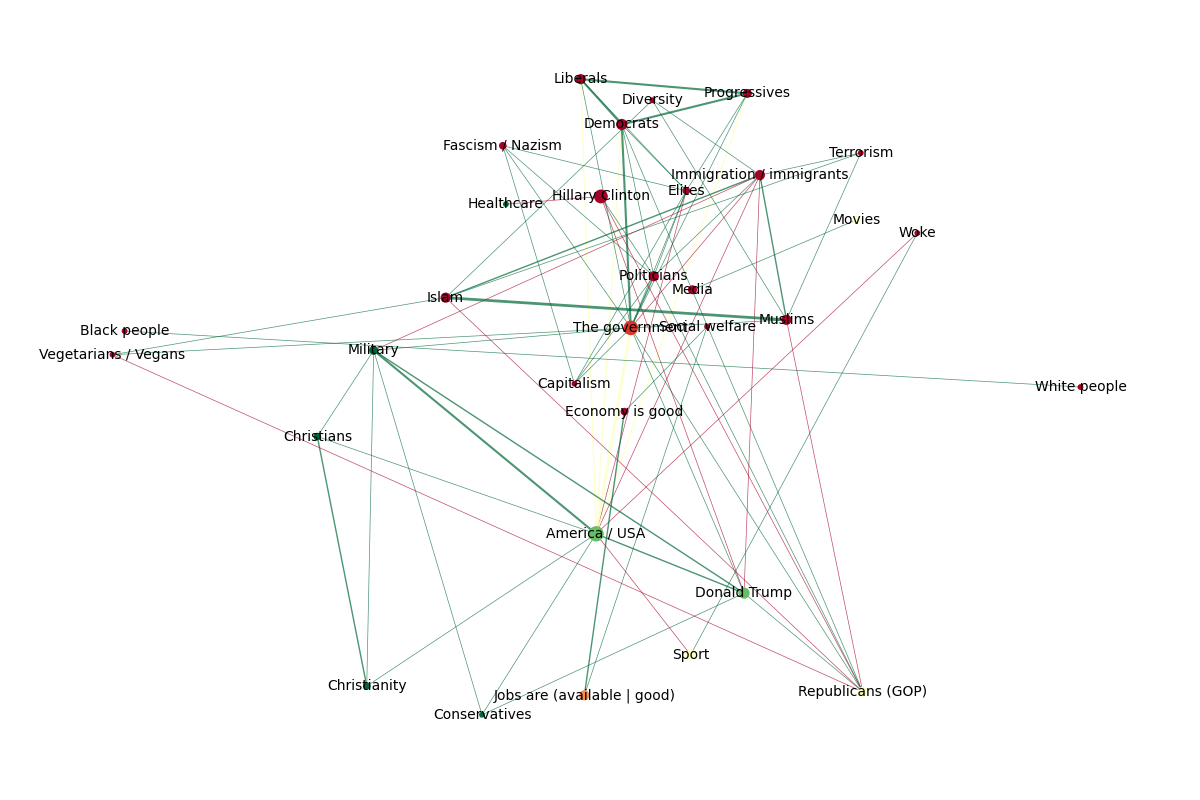 Liberals
Progressives
Diversity
Democrats
Fascism / Nazism
Terrorism
Immigration / immigrants
Elites
Hillary Clinton
Healthcare
Movies
Woke
Politicians
Media
Islam
Muslims
The government
Social welfare
Black people
Military
Vegetarians / Vegans
Capitalism
White people
Economy is good
Christians
America / USA
Donald Trump
Sport
Christianity
Republicans (GOP)
Jobs are (available | good)
Conservatives